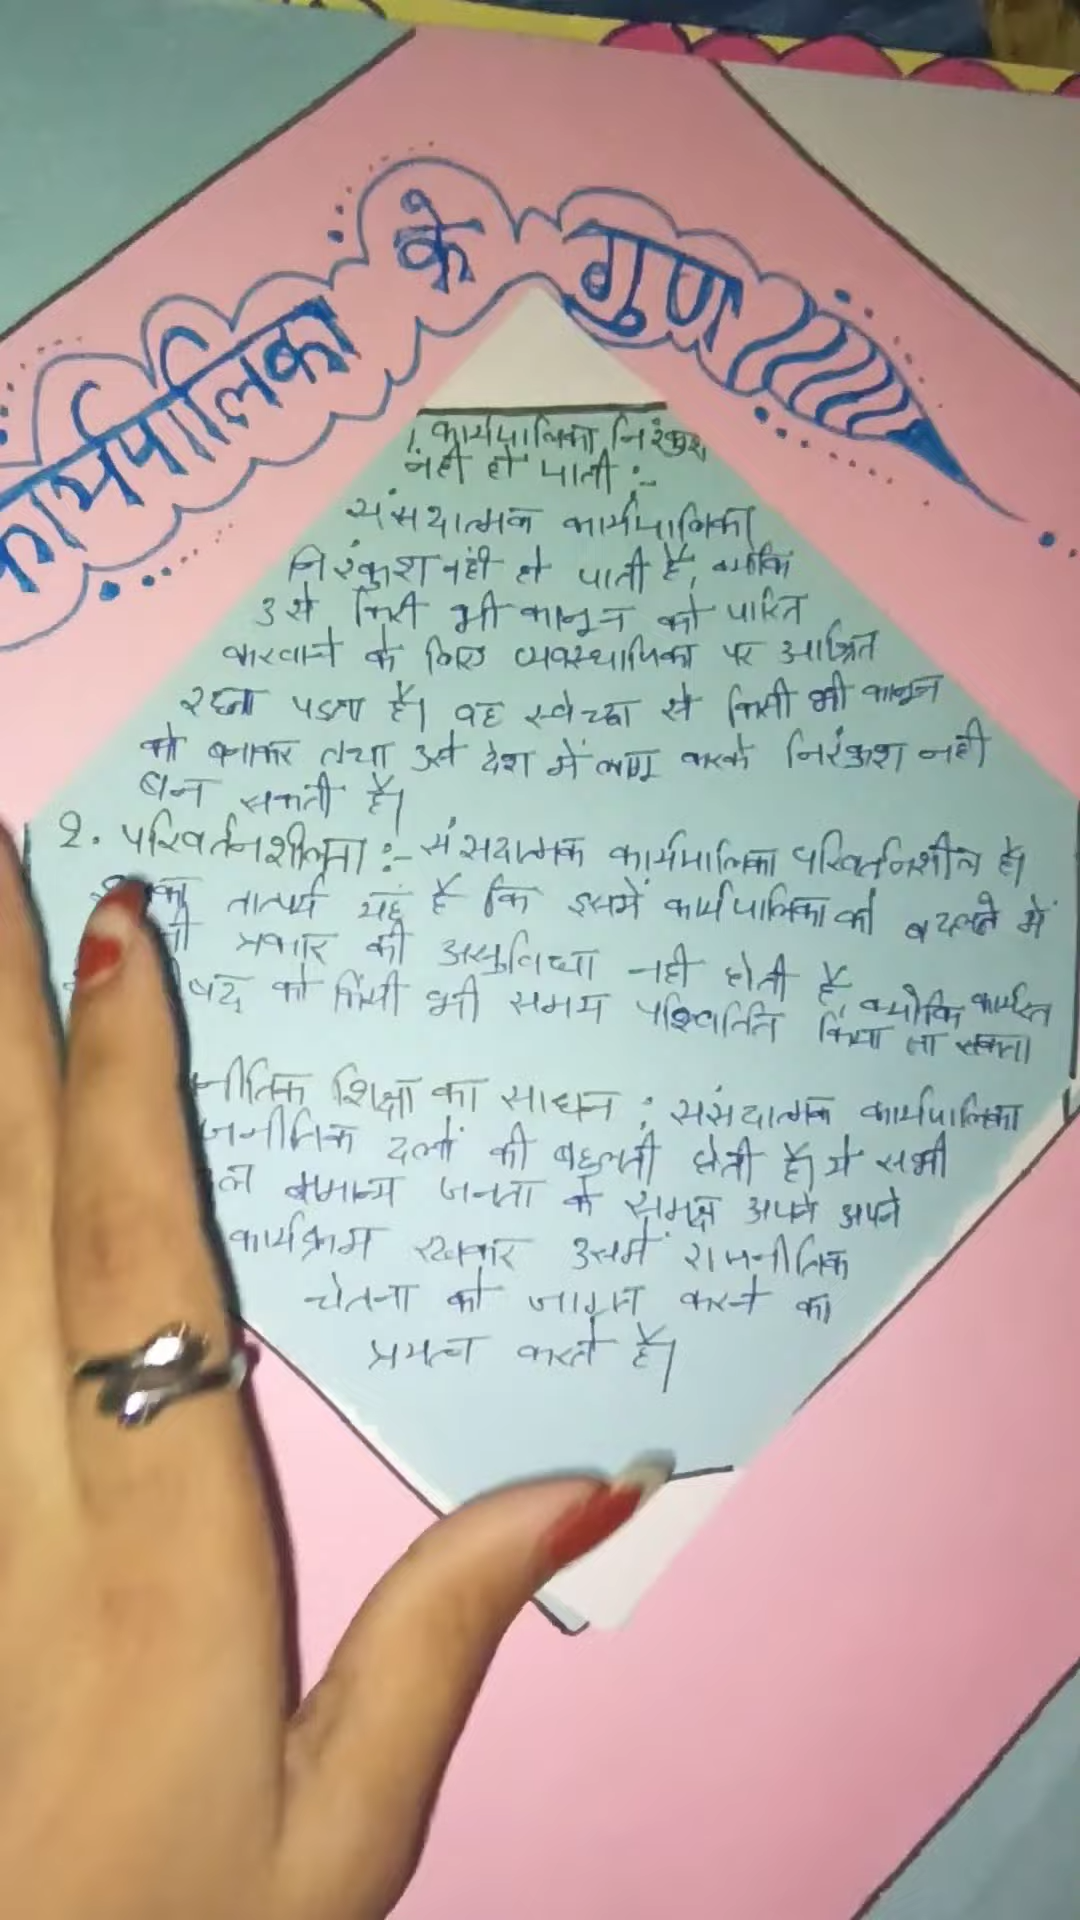 कार्यपालिका के गुण
1. कार्यपालिका निरंकुश
नंही हो पाती :-
संसदात्मक कार्यपालिका
निरंकुश नंही हो पाती है, क्योकि
उसे किसी भी कानून को पारित
करवाने के लिए व्यवस्थापिका पर आश्रित
रहना पडता है। वह स्वेच्छा से किसी भी कानून
को बनाकर तथा उसे देश में लागू करके निरंकुश नही
बन सकती है।
2. परिवर्तनशीलता :- संसदात्मक कार्यपालिका परिवर्तनशील है।
तात्पर्य यह है कि इसमें कार्यपालिका को बदलने में
प्रकार की असुविधा नही होती है, क्योकि कार्यरत
को किसी भी समय परिवर्तित किया जा सकता
नीतिक शिक्षा का साधन : संसदात्मक कार्यपालिका
जनीतिक दलों की बहुलती होती है। ये सभी
जनता के समक्ष अपने अपने
कार्यक्रम रखकर उसमें राजनीतिक
चेतना को जाग्रत करने का
प्रयत्न करते है।